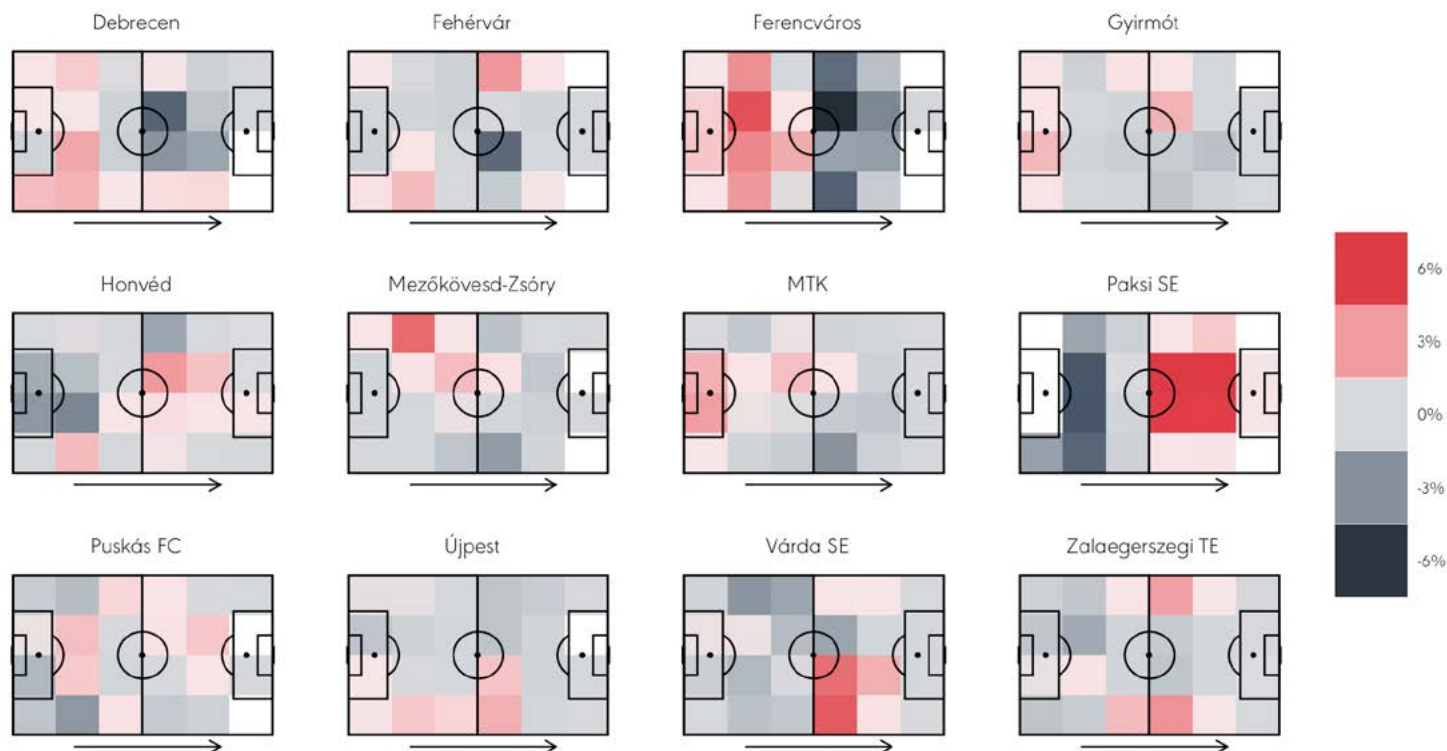 Debrecen
Fehérvár
Ferencváros
Gyirmót
Honvéd
Mezőkövesd-Zsóry
MTK
Paksi SE
Puskás FC
Újpest
Várda SE
Zalaegerszegi TE
6%
3%
0%
-3%
-6%